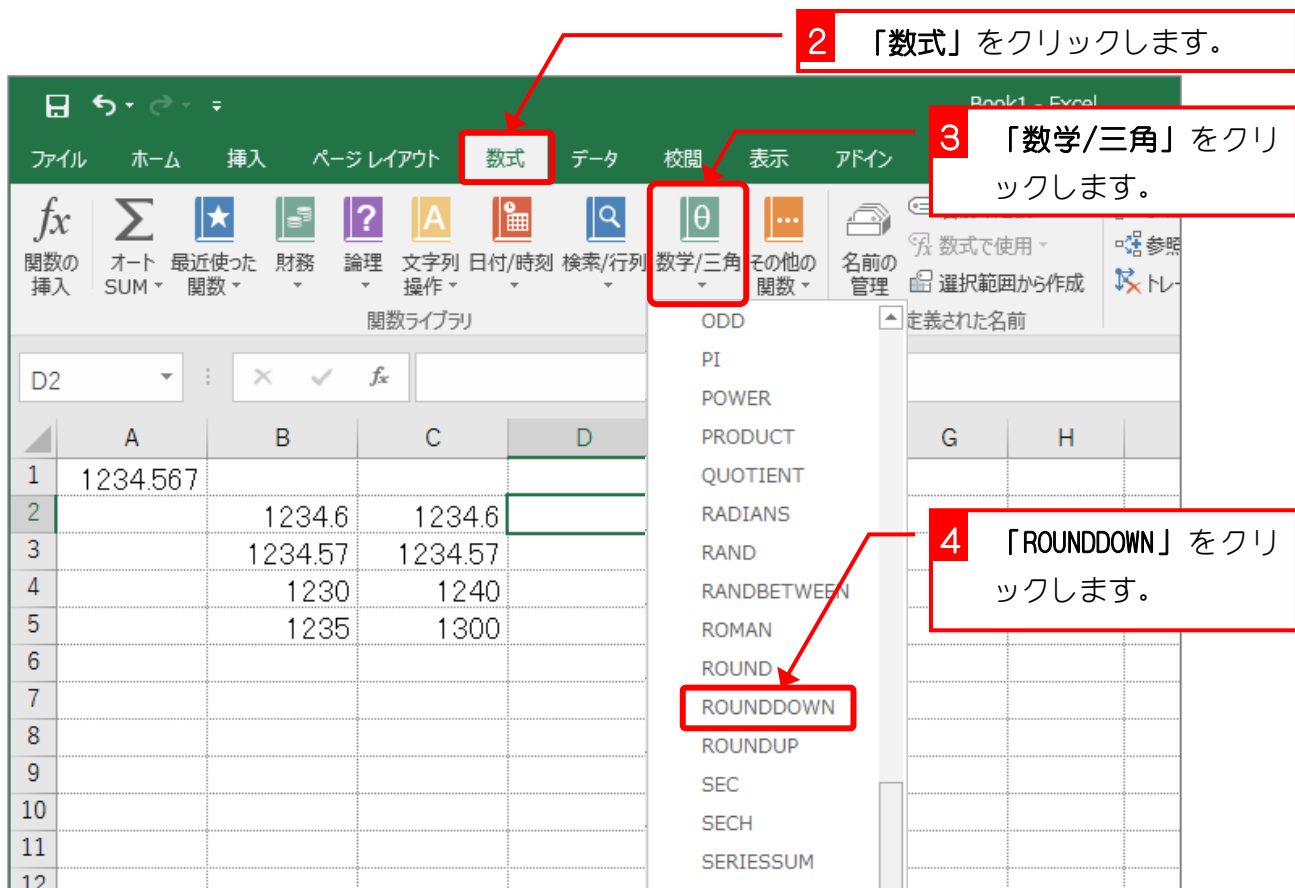 2 「数式」をクリックします。
Book1 - Excel
3 「数学/三角」をクリ
ックします。
ファイル ホーム 挿入 ページ レイアウト 数式 データ 校閲 表示 アドイン
fx Σ ? A θ
関数の オート 最近使った 財務 論理 文字列 日付/時刻 検索/行列 数学/三角 その他の 名前の 数式で使用 参照
挿入 SUM 関数 操作 関数 管理 選択範囲から作成 トレー
関数ライブラリ 定義された名前
D2 fx
A B C D G H
1 1234.567
2 1234.6 1234.6
3 1234.57 1234.57
4 1230 1240
5 1235 1300
6
7
8
9
10
11
12
ODD
PI
POWER
PRODUCT
QUOTIENT
RADIANS
RAND
RANDBETWEEN
ROMAN
ROUND
ROUNDDOWN
ROUNDUP
SEC
SECH
SERIESSUM
4 「ROUNDDOWN」をクリ
ックします。